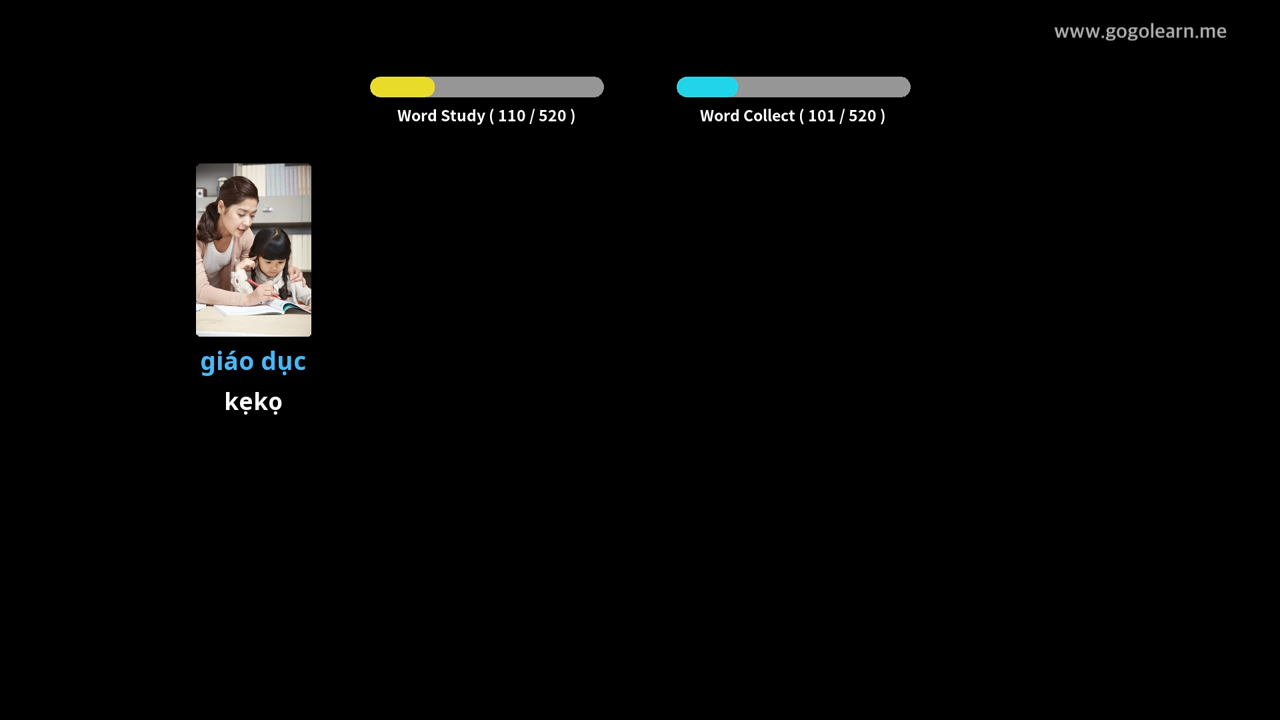 www.gogolearn.me
Word Study ( 110 / 520 )
Word Collect ( 101 / 520 )
giáo dục
kẹkọ